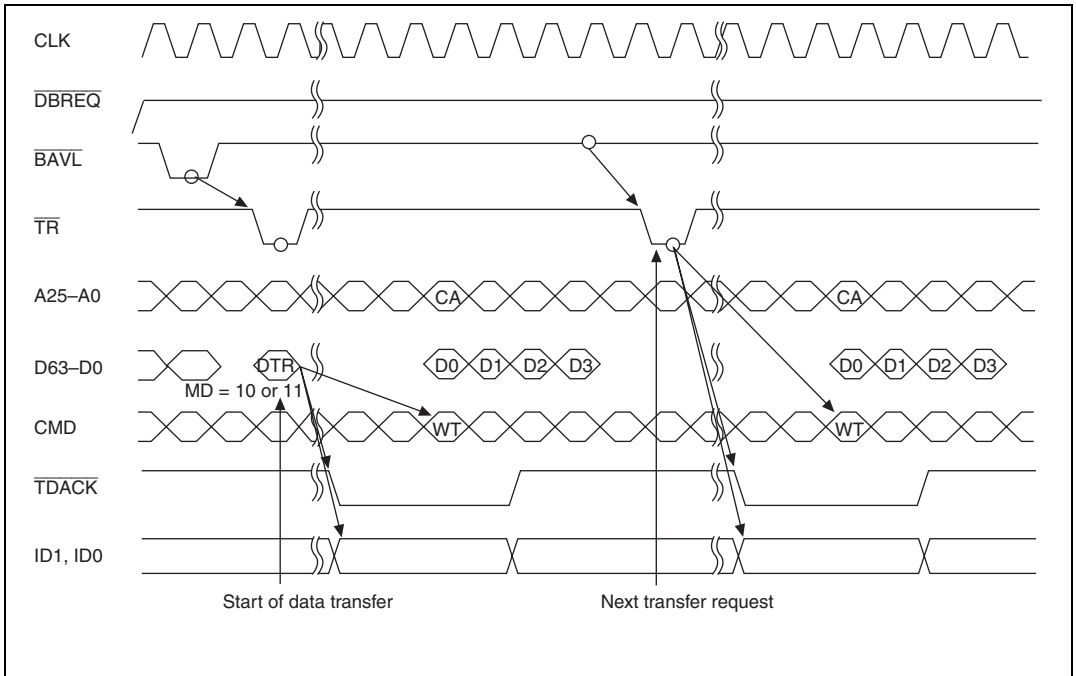 CLK
DBREQ
BAVL
TR
A25–A0 CA CA
D63–D0 DTR D0 D1 D2 D3 D0 D1 D2 D3
MD = 10 or 11
CMD WT WT
TDACK
ID1, ID0
Start of data transfer Next transfer request